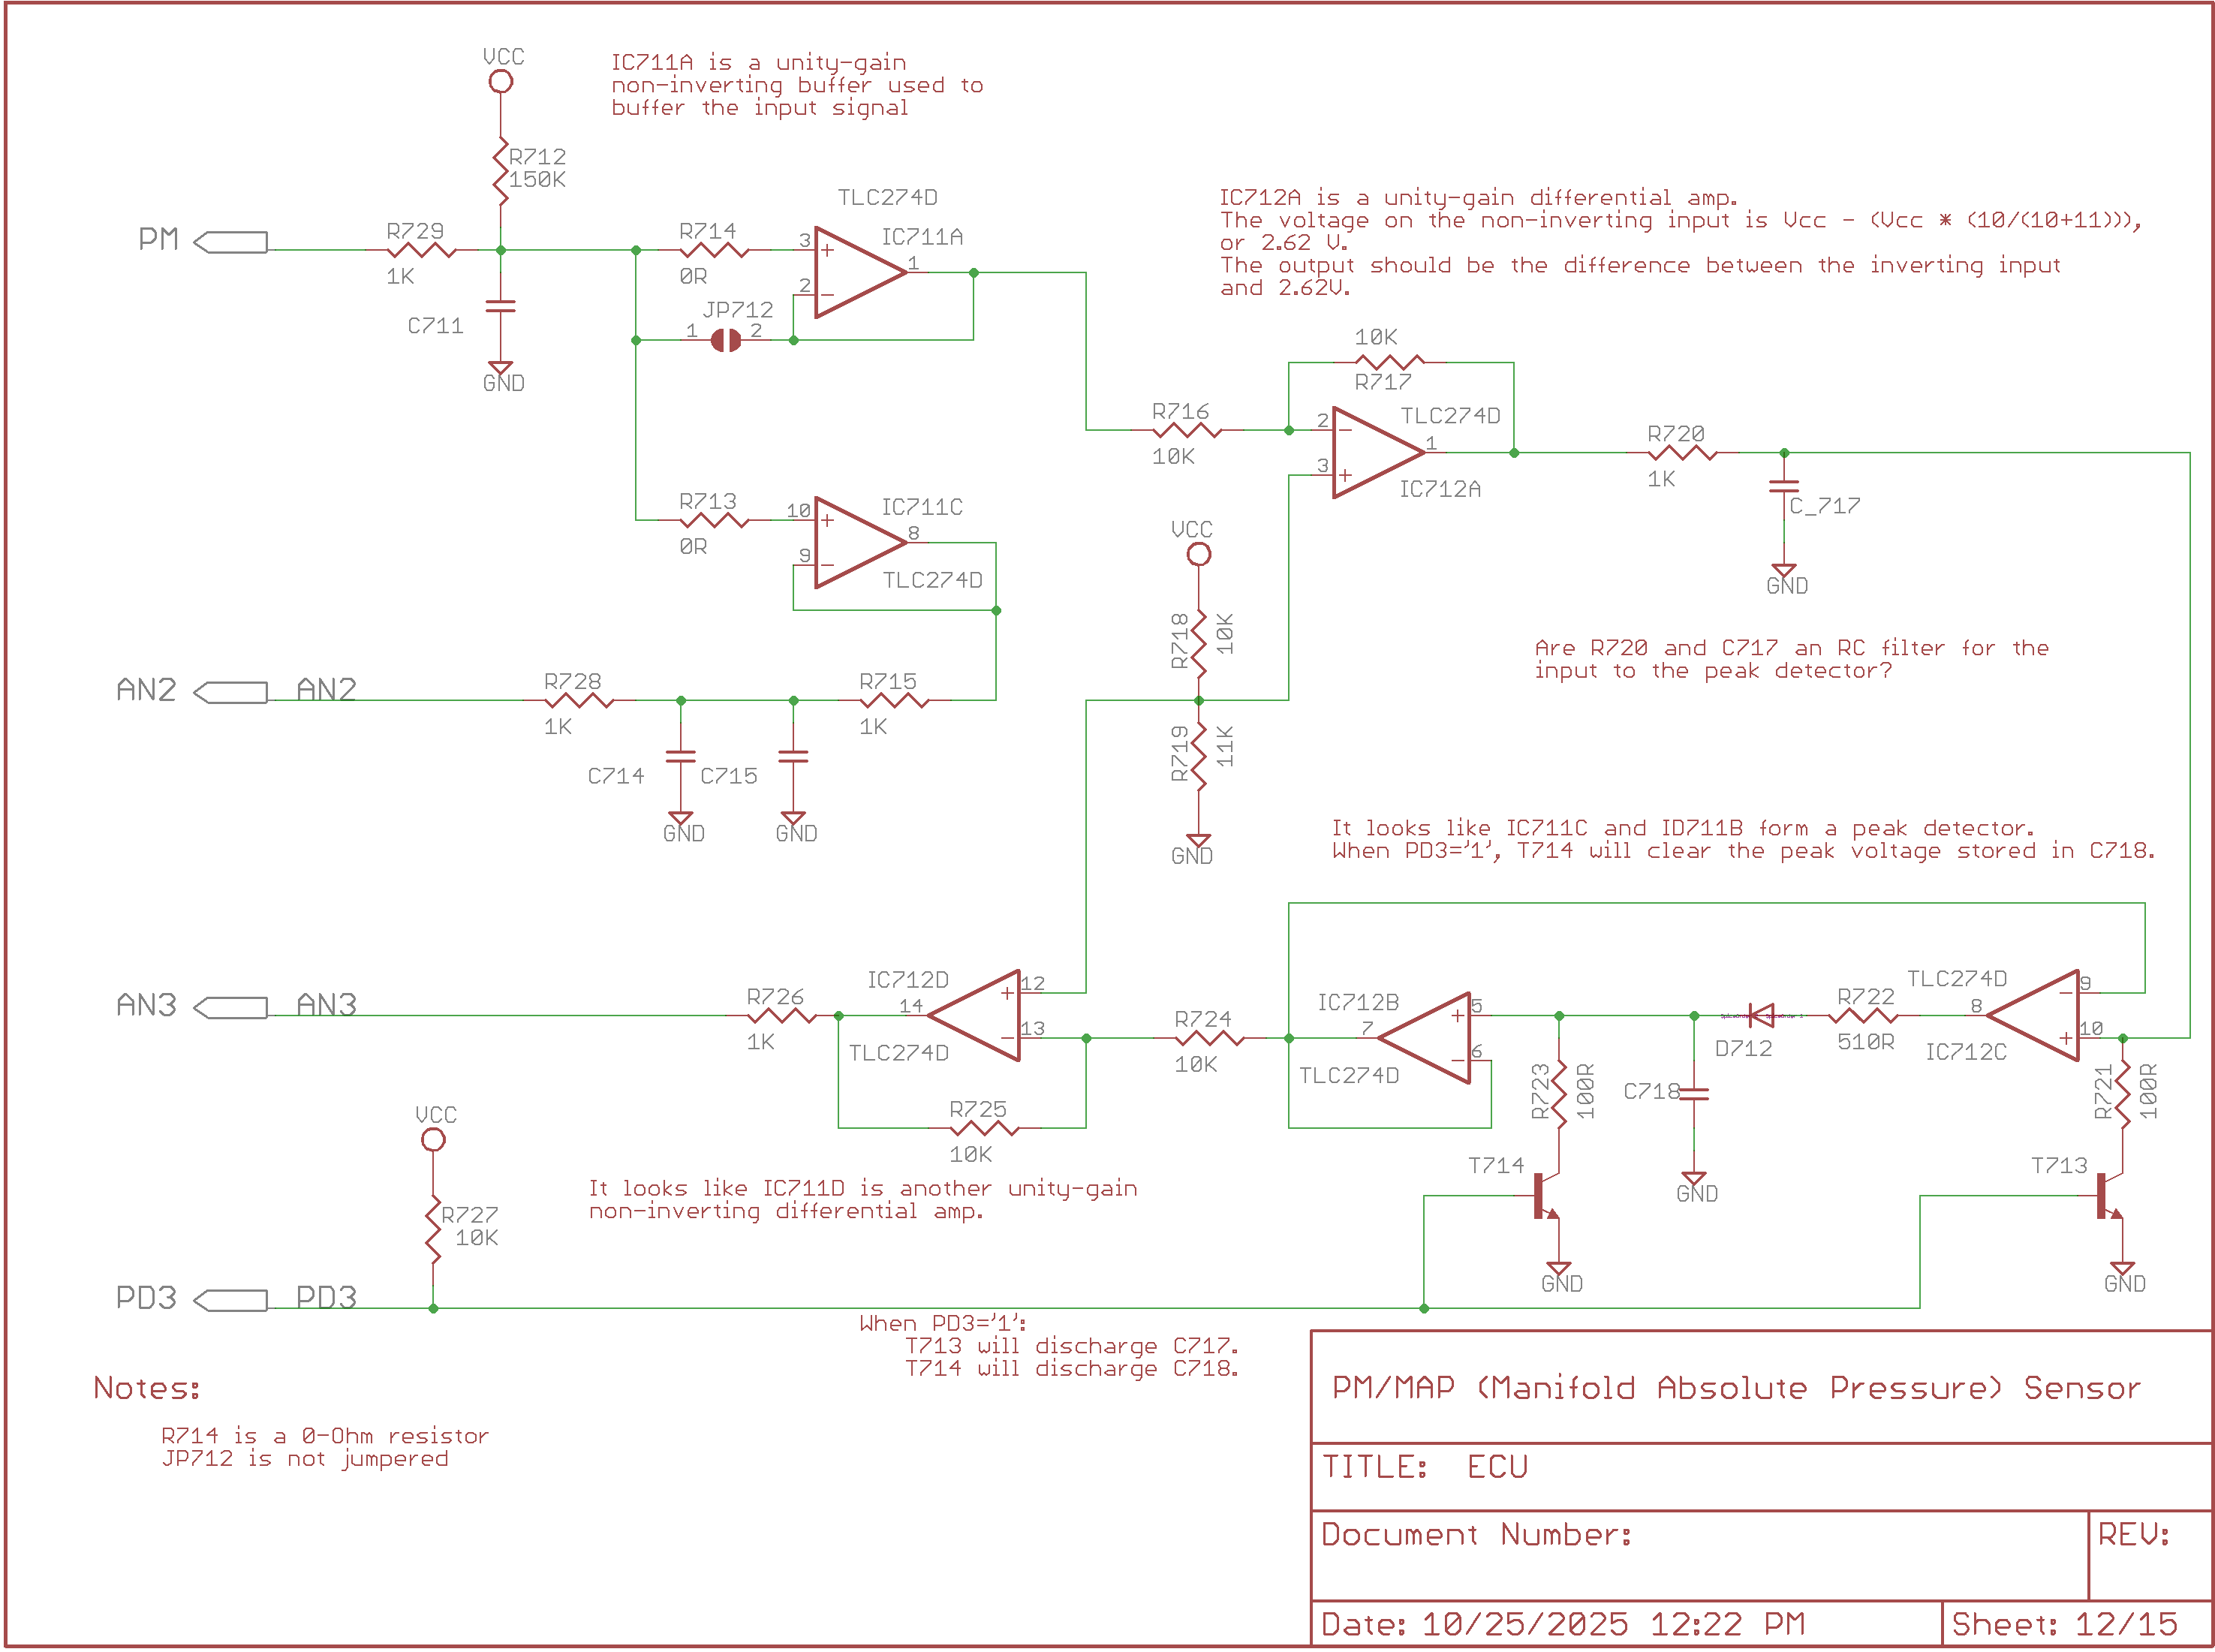 VCC
IC711A is a unity-gain
non-inverting buffer used to
buffer the input signal
R712
150K
TLC274D
IC712A is a unity-gain differential amp.
The voltage on the non-inverting input is Vcc - (Vcc * (10/(10+11))),
or 2.62 V.
The output should be the difference between the inverting input
and 2.62V.
PM
R729
1K
R714
0R
3
2
1
IC711A
JP712
1
2
C711
GND
10K
R717
R716
10K
2
3
1
TLC274D
IC712A
R720
1K
C_717
GND
R713
0R
10
9
8
IC711C
TLC274D
VCC
R718
10K
R719
11K
GND
Are R720 and C717 an RC filter for the
input to the peak detector?
AN2
AN2
R728
1K
R715
1K
C714
C715
GND
GND
It looks like IC711C and ID711B form a peak detector.
When PD3='1', T714 will clear the peak voltage stored in C718.
AN3
AN3
R726
1K
IC712D
14
12
13
TLC274D
R724
10K
R725
10K
IC712B
7
5
6
TLC274D
D712
SpiceOrder 1
R722
510R
TLC274D
8
9
10
IC712C
R723
100R
C718
GND
R721
100R
T714
GND
T713
GND
It looks like IC711D is another unity-gain
non-inverting differential amp.
VCC
R727
10K
PD3
PD3
When PD3='1':
T713 will discharge C717.
T714 will discharge C718.
Notes:
R714 is a 0-Ohm resistor
JP712 is not jumpered
PM/MAP (Manifold Absolute Pressure) Sensor
TITLE: ECU
Document Number:
REV:
Date: 10/25/2025 12:22 PM
Sheet: 12/15